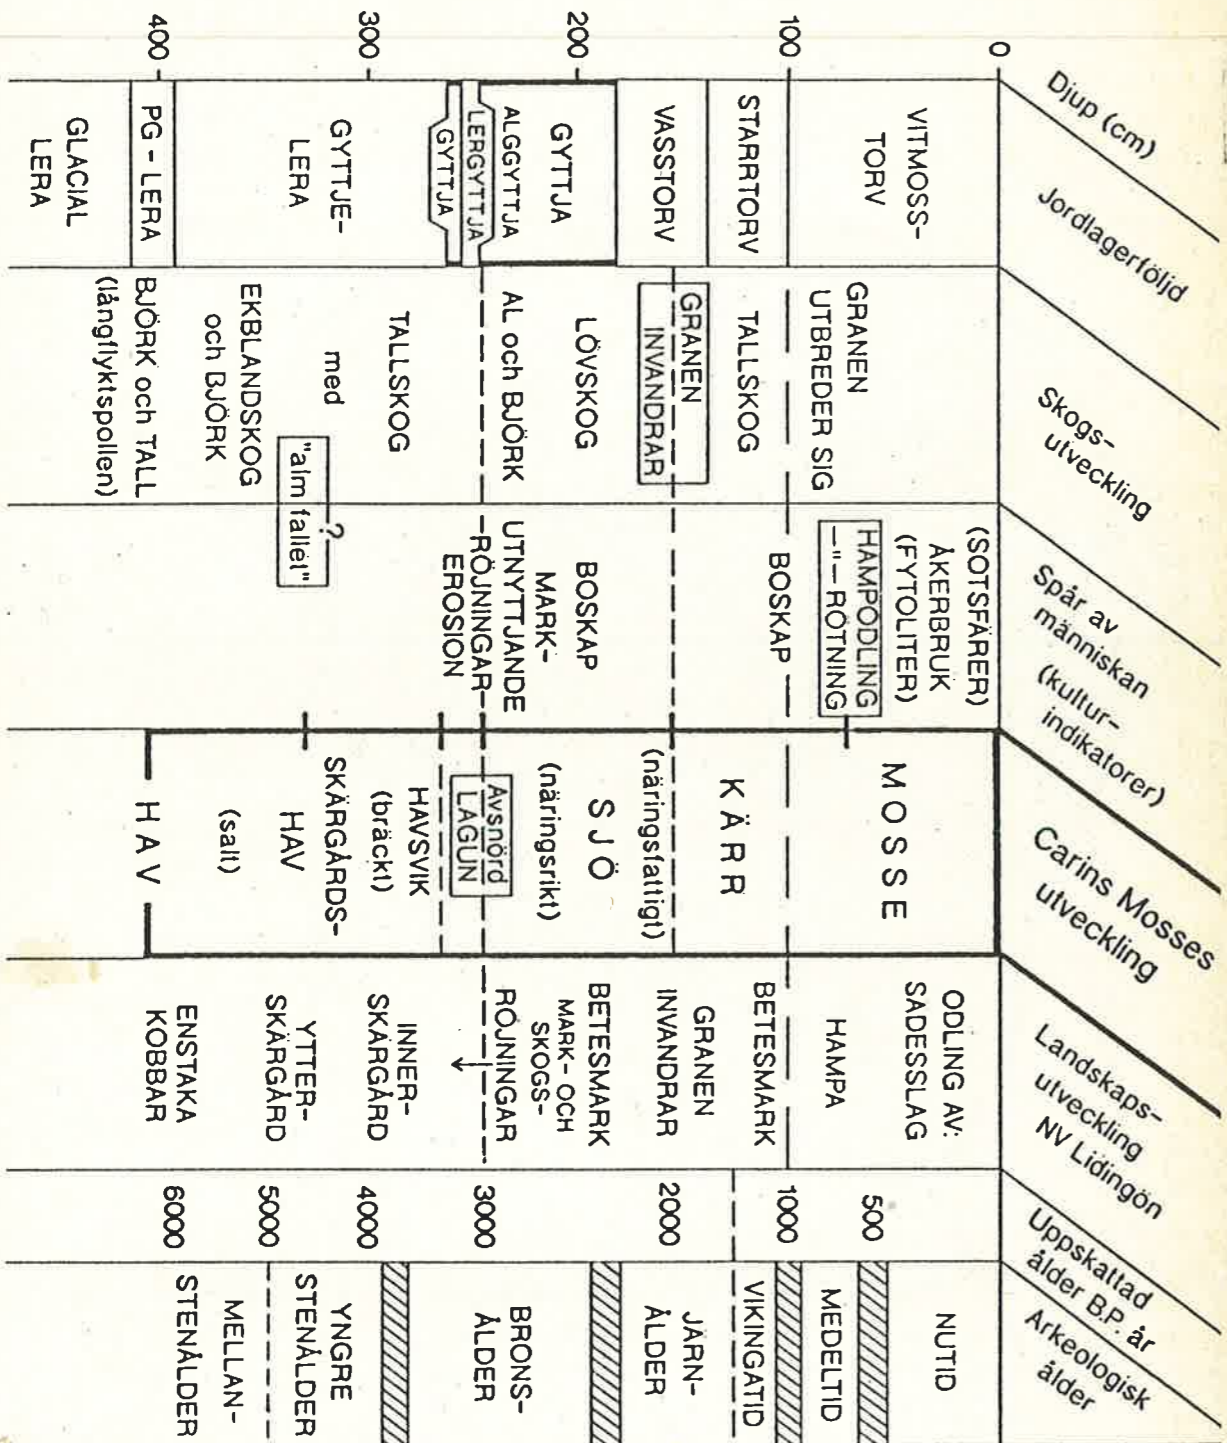 Djup (cm)
0
100
200
300
400
Jordlagerföljd
VITMOSS-
TORV
STARRTORV
VASSTORV
GYTTJA
ALGGYTTJA
LERGYTTJA
GYTTJA
GYTTJE-
LERA
PG-LERA
GLACIAL
LERA
Skogs-
utveckling
GRANEN
UTBREDER SIG
TALLSKOG
GRANEN
INVANDRAR
LÖVSKOG
AL och BJÖRK
TALLSKOG
med
"alm fallet"
?
EKBLANDSKOG
och BJÖRK
BJÖRK och TALL
(långflyktspollen)
Spår av
människan
(kultur-
indikatorer)
(SOTSFÄRER)
ÅKERBRUK
(FYTOLITER)
HAMPODLING
—"— RÖTNING
BOSKAP
BOSKAP
MARK-
UTNYTTJANDE
RÖJNINGAR
EROSION
Carins Mosses
utveckling
MOSSE
KÄRR
(näringsfattigt)
SJÖ
(näringsrikt)
Avsnörd
LAGUN
HAVSVIK
(bräckt)
SKÄRGÅRDS-
HAV
(salt)
HAV
Landskaps-
utveckling
NV Lidingön
ODLING AV:
SÄDESSLAG
HAMPA
BETESMARK
GRANEN
INVANDRAR
BETESMARK
MARK- OCH
SKOGS-
RÖJNINGAR
INNER-
SKÄRGÅRD
YTTER-
SKÄRGÅRD
ENSTAKA
KOBBAR
Uppskattad
ålder B.P. år
500
1000
2000
3000
4000
5000
6000
Arkeologisk
ålder
NUTID
MEDELTID
VIKINGATID
JÄRN-
ÅLDER
BRONS-
ÅLDER
YNGRE
STENÅLDER
MELLAN-
STENÅLDER